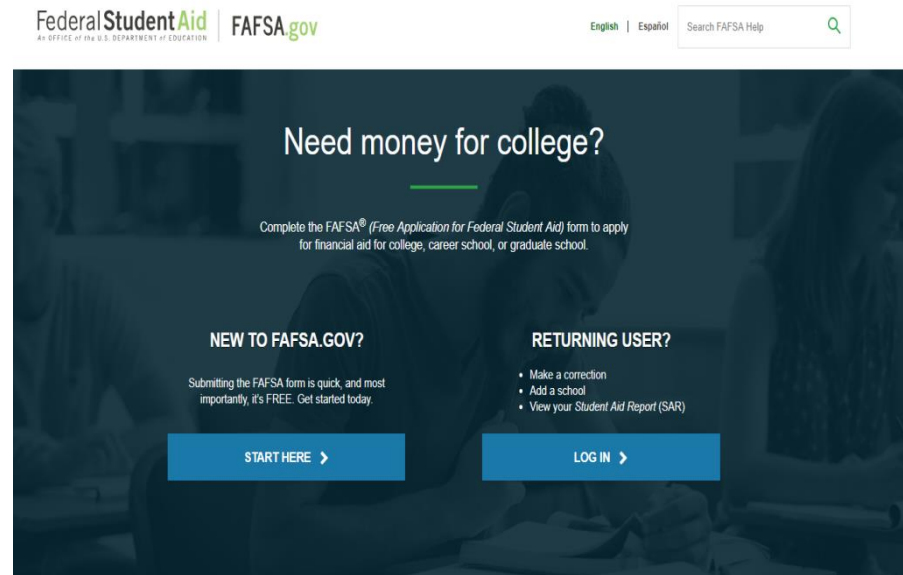 Federal StudentAid
An OFFICE of the U.S. DEPARTMENT of EDUCATION
FAFSA.gov
English | Español
Search FAFSA Help
Need money for college?
Complete the FAFSA® (Free Application for Federal Student Aid) form to apply
for financial aid for college, career school, or graduate school.
NEW TO FAFSA.GOV?
Submitting the FAFSA form is quick, and most
importantly, it's FREE. Get started today.
START HERE
RETURNING USER?
• Make a correction
• Add a school
• View your Student Aid Report (SAR)
LOG IN